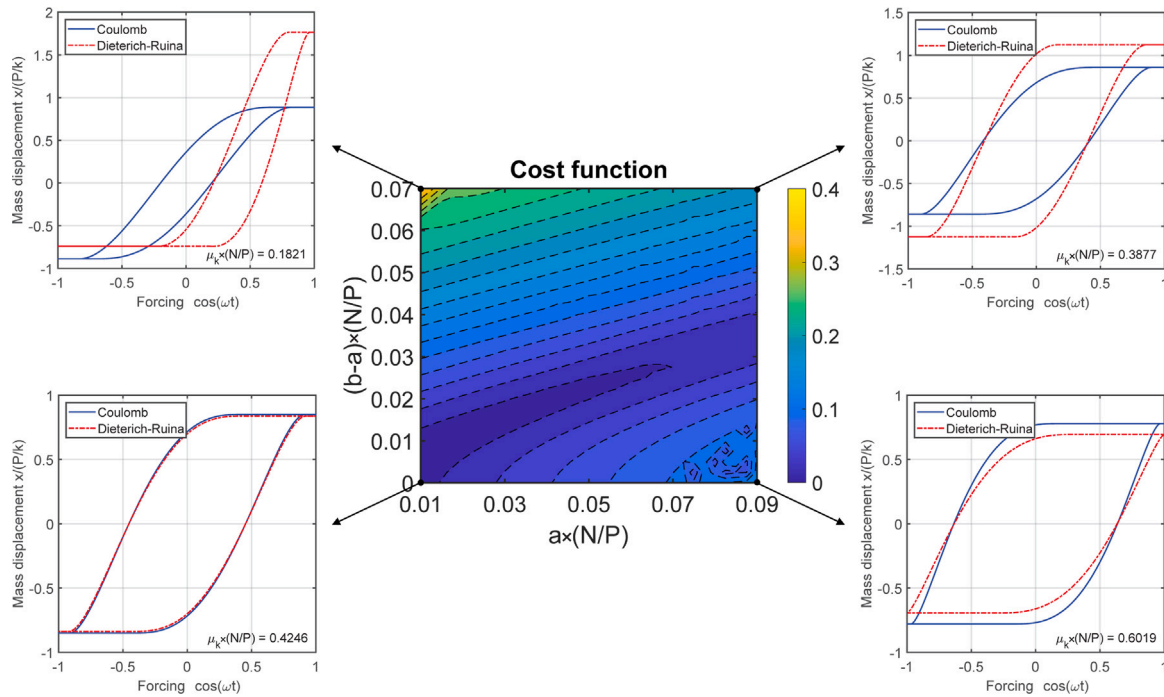 2
1.5
1
0.5
0
-0.5
-1
Mass displacement x/(P/k)
Coulomb
Dieterich-Ruina
μk×(N/P) = 0.1821
-1 -0.5 0 0.5 1
Forcing cos(ωt)
1.5
1
0.5
0
-0.5
-1
-1.5
Mass displacement x/(P/k)
Coulomb
Dieterich-Ruina
μk×(N/P) = 0.3877
-1 -0.5 0 0.5 1
Forcing cos(ωt)
Cost function
0.07
0.06
0.05
0.04
0.03
0.02
0.01
0
(b-a)×(N/P)
0.01 0.03 0.05 0.07 0.09
a×(N/P)
0.4
0.3
0.2
0.1
0
1
0.5
0
-0.5
-1
Mass displacement x/(P/k)
Coulomb
Dieterich-Ruina
μk×(N/P) = 0.4246
-1 -0.5 0 0.5 1
Forcing cos(ωt)
1
0.5
0
-0.5
-1
Mass displacement x/(P/k)
Coulomb
Dieterich-Ruina
μk×(N/P) = 0.6019
-1 -0.5 0 0.5 1
Forcing cos(ωt)